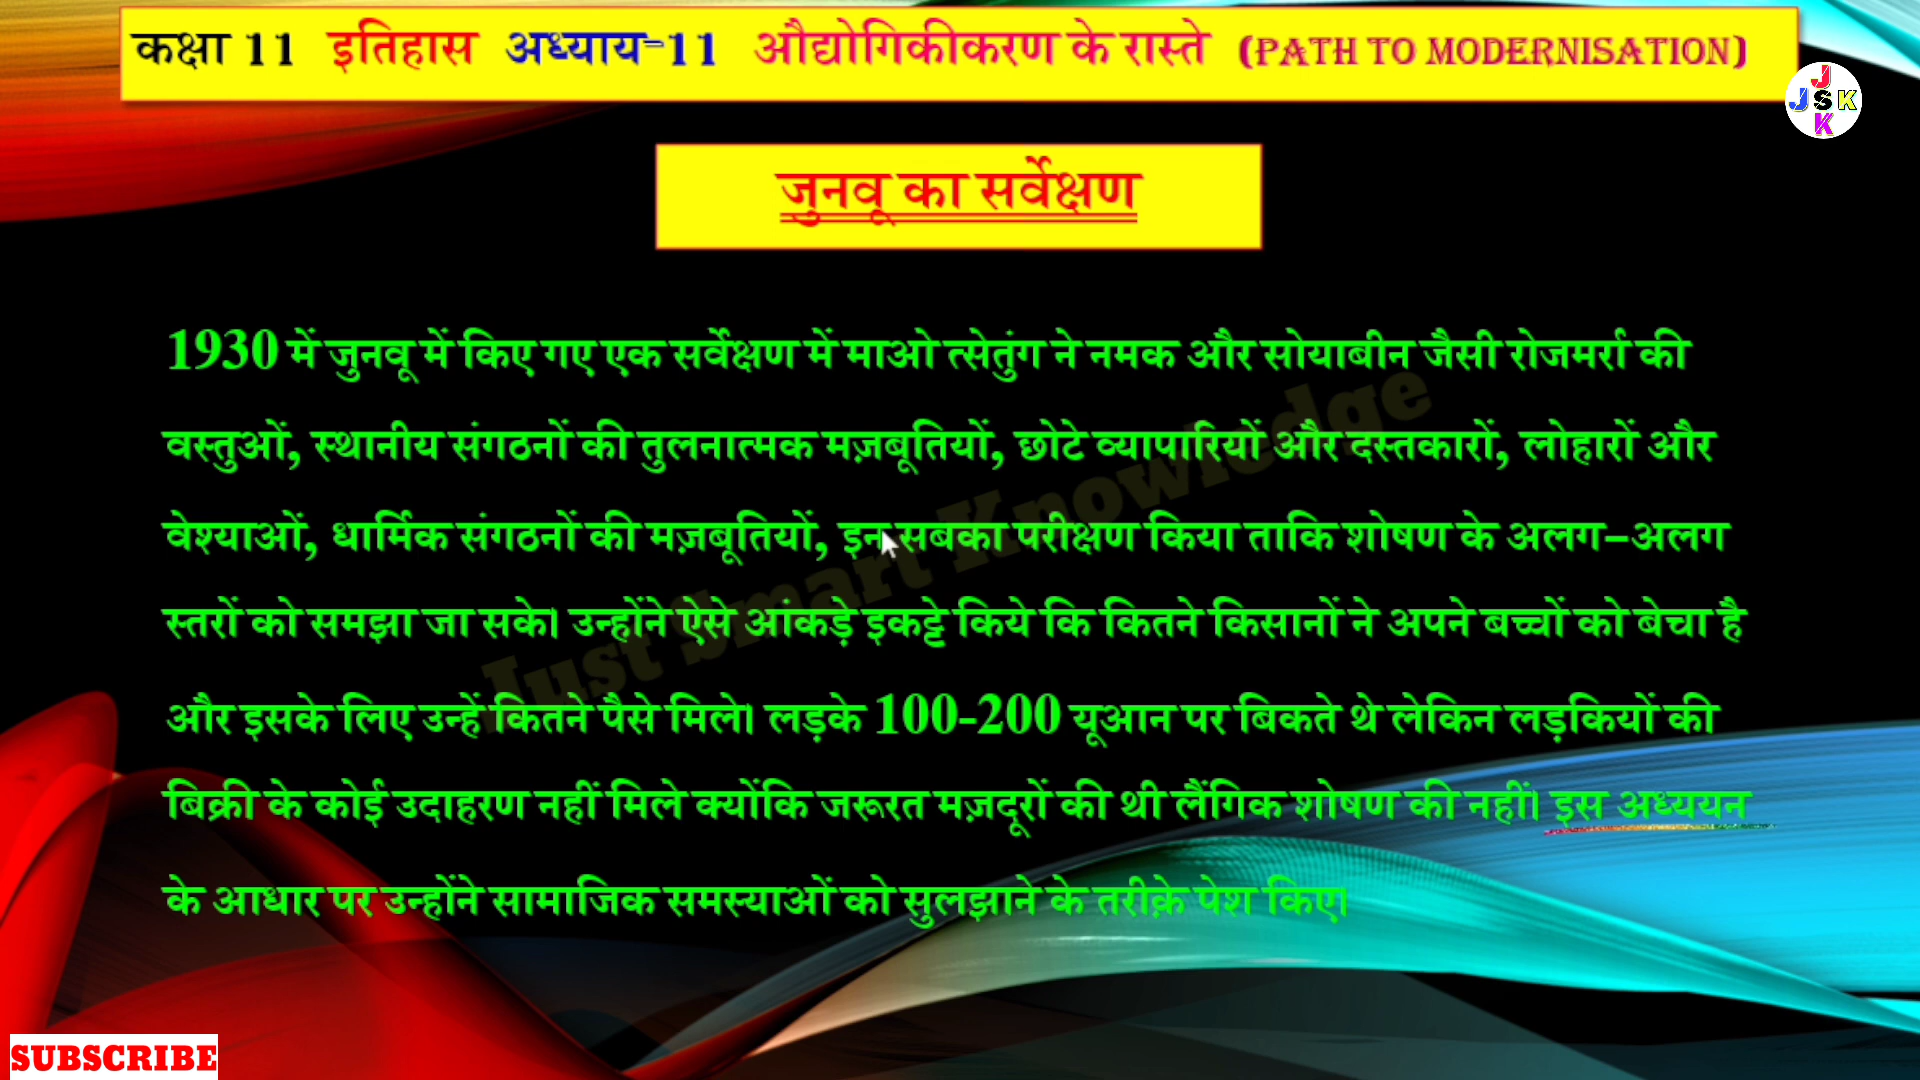 कक्षा 11 इतिहास अध्याय-11 औद्योगिकीकरण के रास्ते (PATH TO MODERNISATION)
J
J S K
K
जुनवू का सर्वेक्षण
1930 में जुनवू में किए गए एक सर्वेक्षण में माओ त्सेतुंग ने नमक और सोयाबीन जैसी रोजमर्रा की
वस्तुओं, स्थानीय संगठनों की तुलनात्मक मज़बूतियों, छोटे व्यापारियों और दस्तकारों, लोहारों और
वेश्याओं, धार्मिक संगठनों की मज़बूतियों, इन सबका परीक्षण किया ताकि शोषण के अलग-अलग
स्तरों को समझा जा सके। उन्होंने ऐसे आंकड़े इकट्टे किये कि कितने किसानों ने अपने बच्चों को बेचा है
और इसके लिए उन्हें कितने पैसे मिले। लड़के 100-200 यूआन पर बिकते थे लेकिन लड़कियों की
बिक्री के कोई उदाहरण नहीं मिले क्योंकि जरूरत मज़दूरों की थी लैंगिक शोषण की नहीं। इस अध्ययन
के आधार पर उन्होंने सामाजिक समस्याओं को सुलझाने के तरीक़े पेश किए।
Just Smart Knowledge
SUBSCRIBE